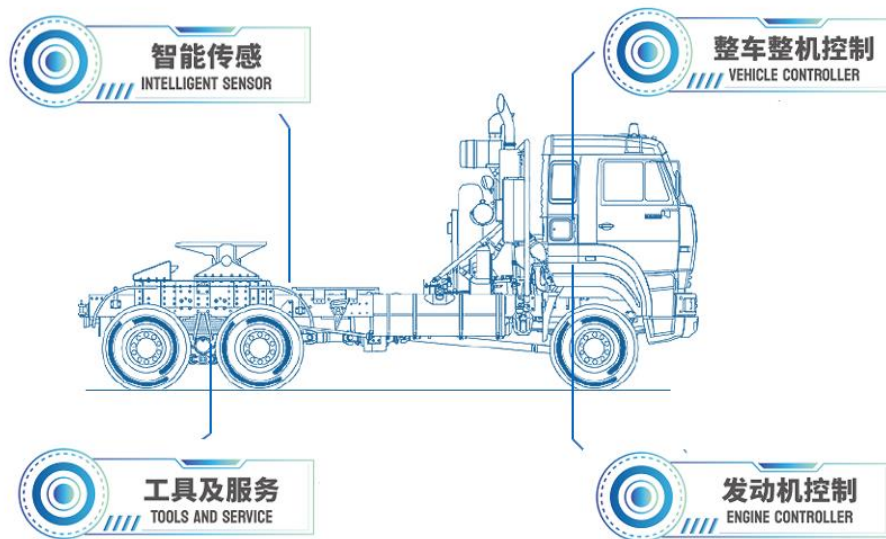 智能传感
INTELLIGENT SENSOR
整车整机控制
VEHICLE CONTROLLER
工具及服务
TOOLS AND SERVICE
发动机控制
ENGINE CONTROLLER